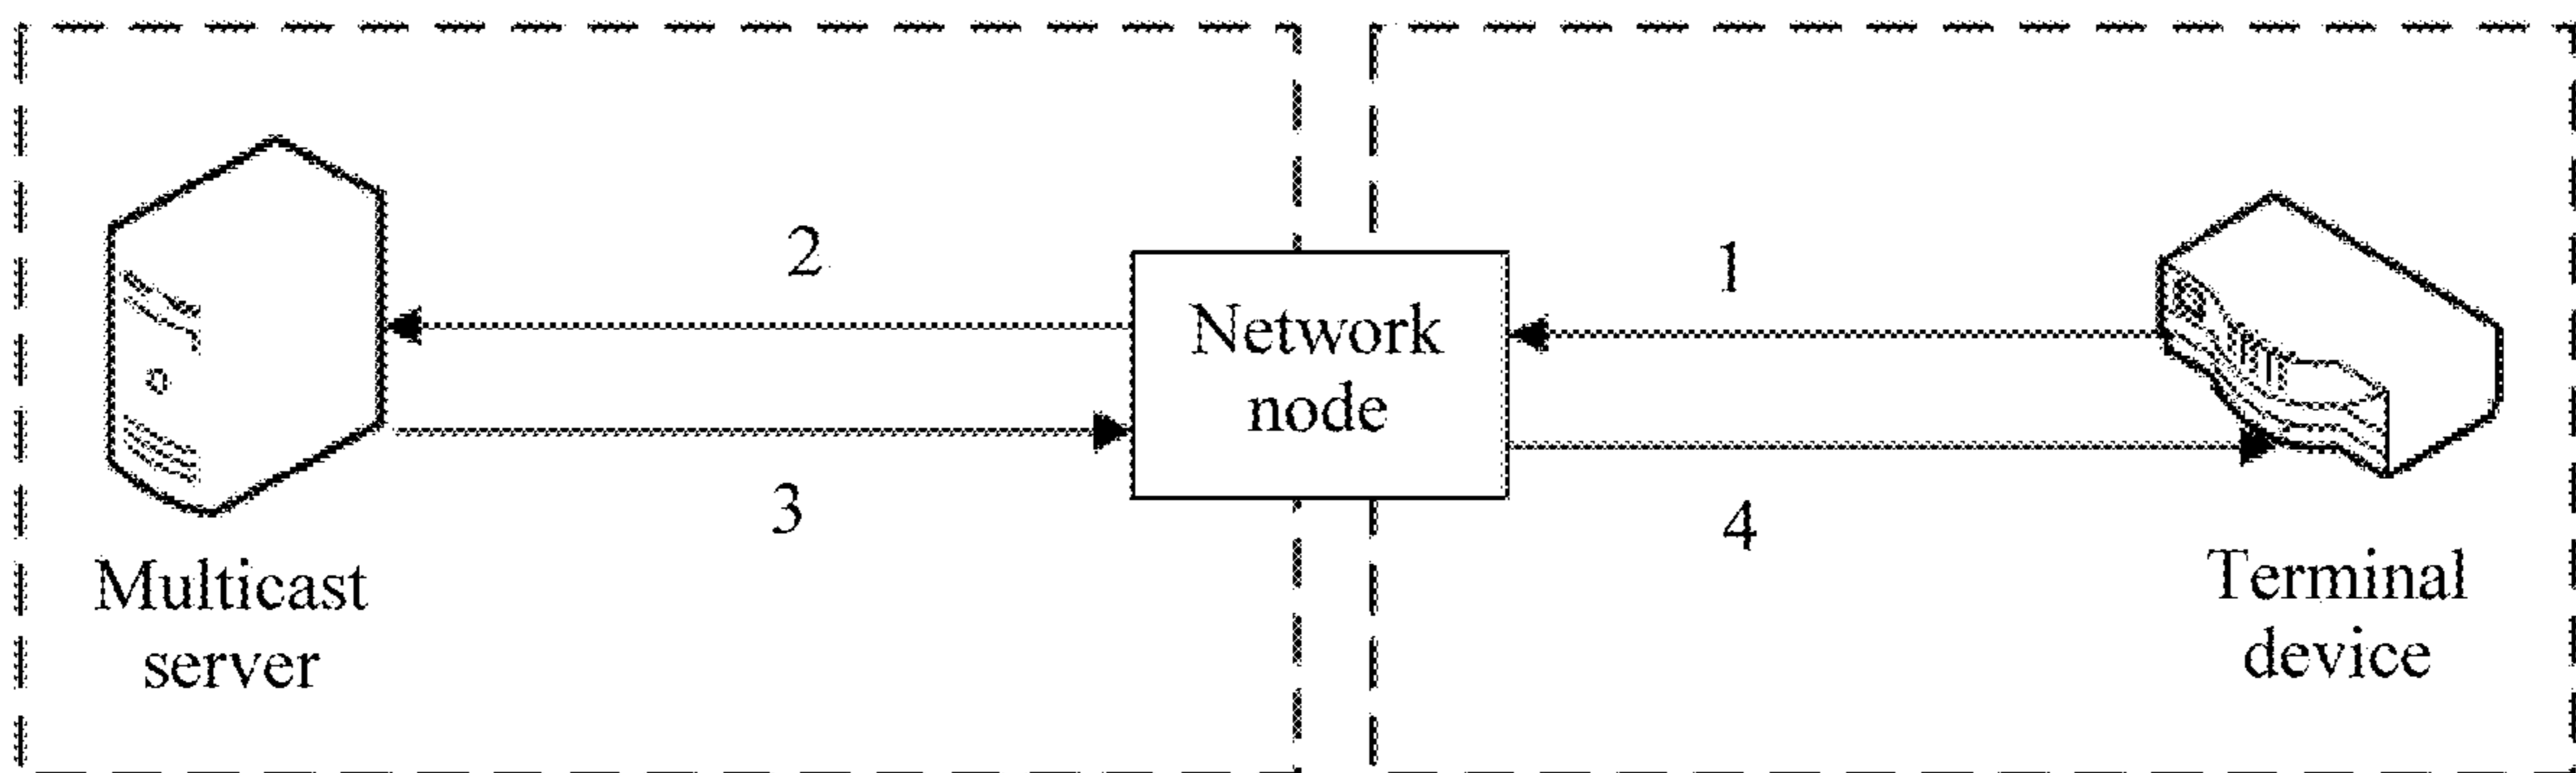 2
1
Network
node
3
4
Multicast
server
Terminal
device